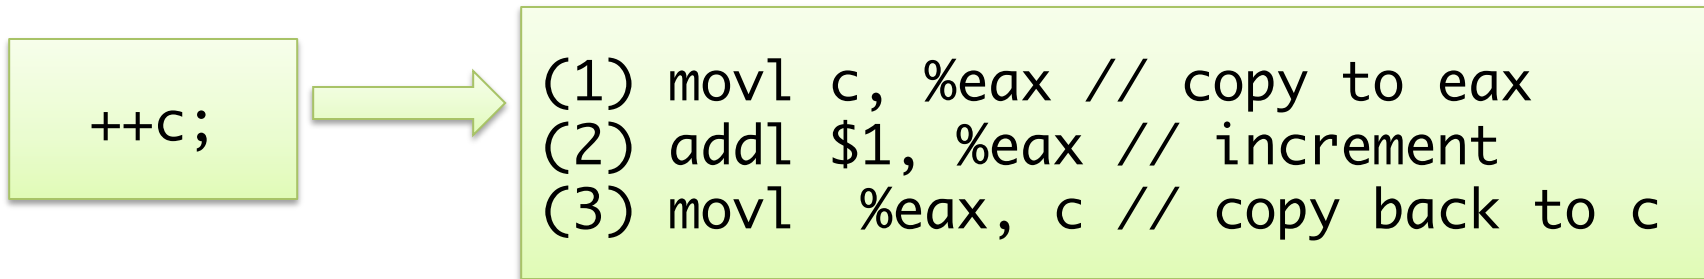 ++c;
(1) movl c, %eax // copy to eax
(2) addl $1, %eax // increment
(3) movl  %eax, c // copy back to c